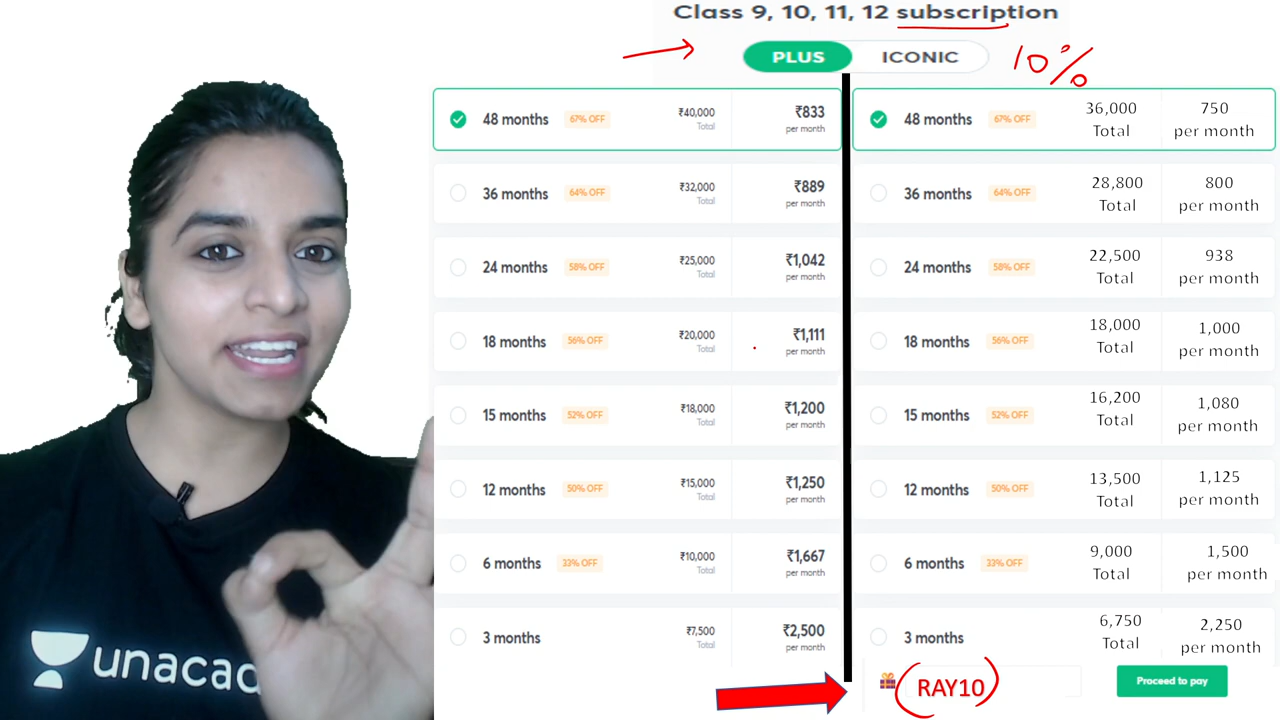 Class 9, 10, 11, 12 subscription
PLUS ICONIC
10%
48 months 67% OFF ₹40,000 Total ₹833 per month
36 months 64% OFF ₹32,000 Total ₹889 per month
24 months 58% OFF ₹25,000 Total ₹1,042 per month
18 months 56% OFF ₹20,000 Total ₹1,111 per month
15 months 52% OFF ₹18,000 Total ₹1,200 per month
12 months 50% OFF ₹15,000 Total ₹1,250 per month
6 months 33% OFF ₹10,000 Total ₹1,667 per month
3 months ₹7,500 Total ₹2,500 per month
48 months 67% OFF 36,000 Total 750 per month
36 months 64% OFF 28,800 Total 800 per month
24 months 58% OFF 22,500 Total 938 per month
18 months 56% OFF 18,000 Total 1,000 per month
15 months 52% OFF 16,200 Total 1,080 per month
12 months 50% OFF 13,500 Total 1,125 per month
6 months 33% OFF 9,000 Total 1,500 per month
3 months 6,750 Total 2,250 per month
RAY10
Proceed to pay
unacad